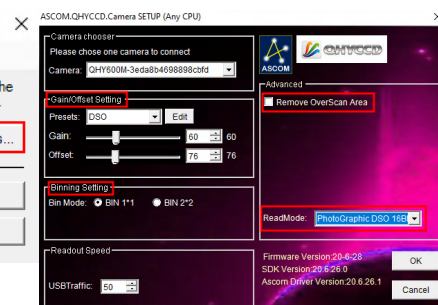 ASCOM.QHYCCD.Camera SETUP (Any CPU)
he
s...
Camera chooser
Please chose one camera to connect
Camera: QHY600M-3eda8b4698898cbfd
ASCOM
QHYCCD
Gain/Offset Setting
Presets: DSO Edit
Gain: 60 60
Offset: 76 76
Advanced
Remove OverScan Area
Binning Setting
Bin Mode: BIN 1*1 BIN 2*2
ReadMode: PhotoGraphic DSO 16B
Readout Speed
USBTraffic: 50
Firmware Version:20-6-28
SDK Version:20.6.26.0
Ascom Driver Version:20.6.26.1
OK
Cancel